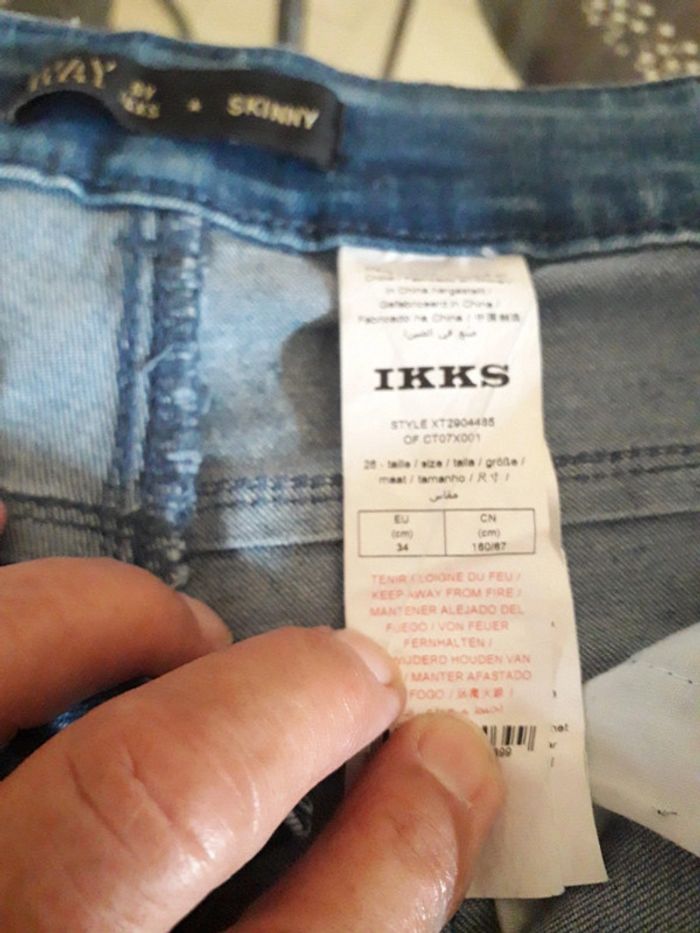 BY
SKINNY
in China hergestellt /
Gefabriceerd in China /
Fabricado na China / 中国制造
صنع في الصين
IKKS
STYLE XT2904485
OF CT07X001
- taille / size / talla / größe /
maat / tamanho / 尺寸 /
مقاس
EU CN
(cm) (cm)
34 160/67
TENIR ELOIGNE DU FEU /
KEEP AWAY FROM FIRE /
MANTENER ALEJADO DEL
FUEGO / VON FEUER
FERNHALTEN /
HOUDEN VAN
/ MANTER AFASTADO
FOGO /